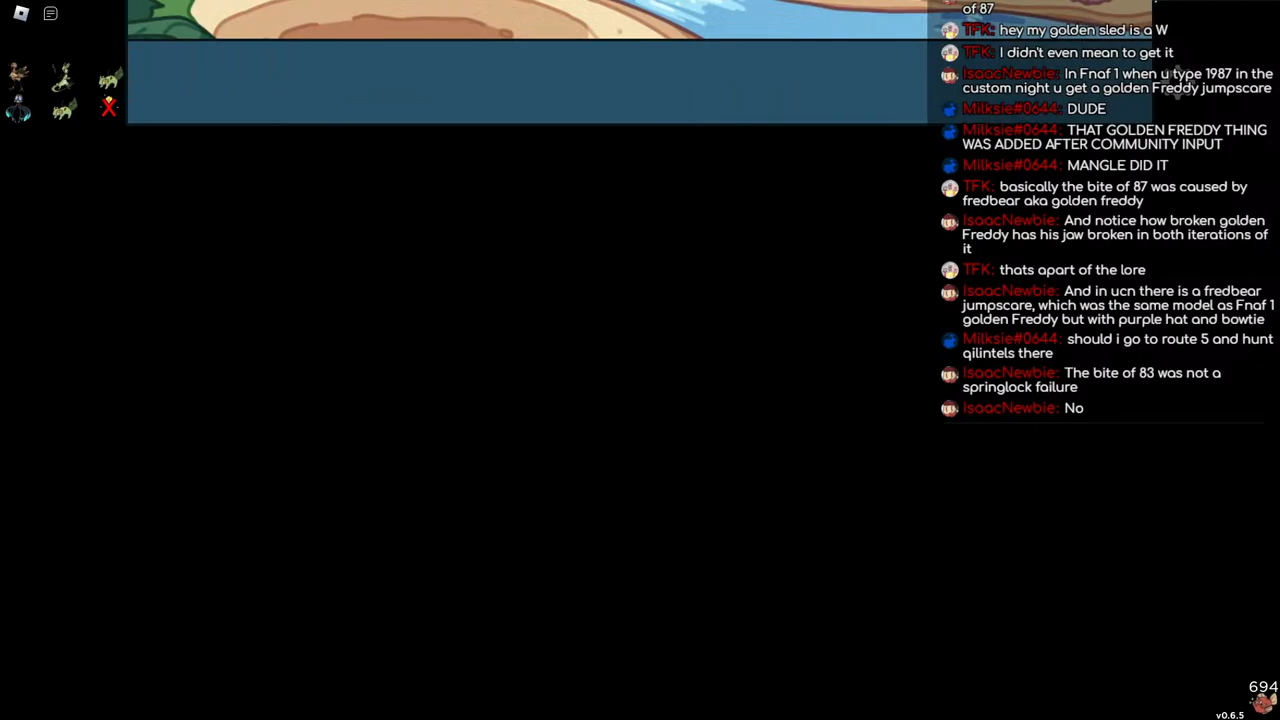 of 87
TFK: hey my golden sled is a W
TFK: I didn't even mean to get it
IsaacNewbie: In Fnaf 1 when u type 1987 in the
custom night u get a golden Freddy jumpscare
Milksie#0644: DUDE
Milksie#0644: THAT GOLDEN FREDDY THING
WAS ADDED AFTER COMMUNITY INPUT
Milksie#0644: MANGLE DID IT
TFK: basically the bite of 87 was caused by
fredbear aka golden freddy
IsaacNewbie: And notice how broken golden
Freddy has his jaw broken in both iterations of
it
TFK: thats apart of the lore
IsaacNewbie: And in ucn there is a fredbear
jumpscare, which was the same model as Fnaf 1
golden Freddy but with purple hat and bowtie
Milksie#0644: should i go to route 5 and hunt
qilintels there
IsaacNewbie: The bite of 83 was not a
springlock failure
IsaacNewbie: No
694
v0.6.5